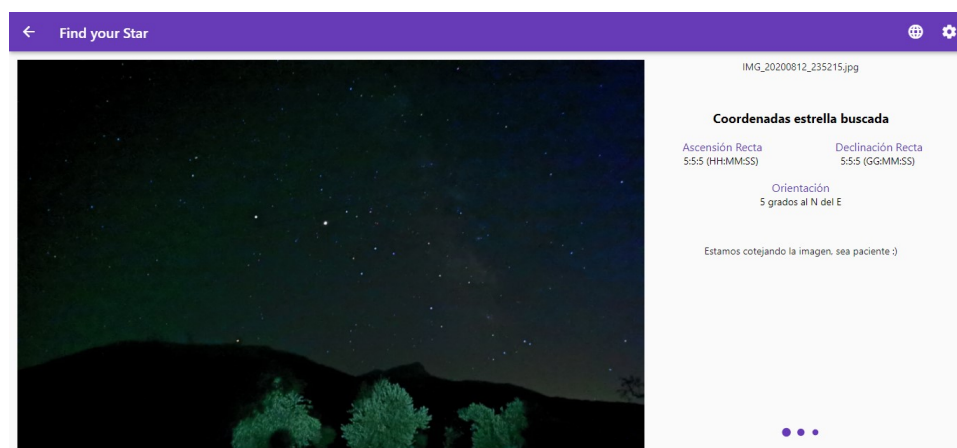 Find your Star
IMG_20200812_235215.jpg
Coordenadas estrella buscada
Ascensión Recta
5:5:5 (HH:MM:SS)
Declinación Recta
5:5:5 (GG:MM:SS)
Orientación
5 grados al N del E
Estamos cotejando la imagen, sea paciente :)